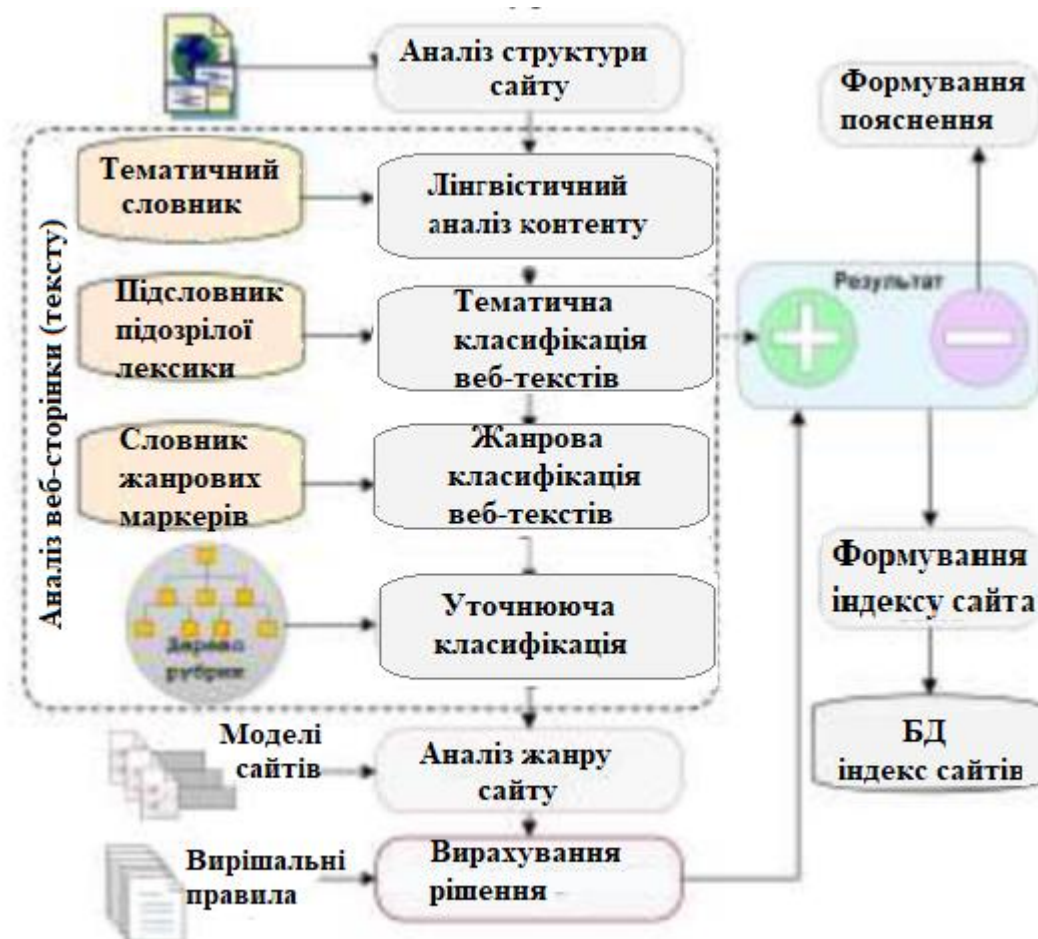 Аналіз структури
сайту
Формування
пояснення
Аналіз веб-сторінки (тексту)
Тематичний
словник
Лінгвістичний
аналіз контенту
Підсловник
підозрілої
лексики
Тематична
класифікація
веб-текстів
Результат
Словник
жанрових
маркерів
Жанрова
класифікація
веб-текстів
Дерево
рубрик
Уточнююча
класифікація
Формування
індексу сайта
Моделі
сайтів
Аналіз жанру
сайту
БД
індекс сайтів
Вирішальні
правила
Вирахування
рішення